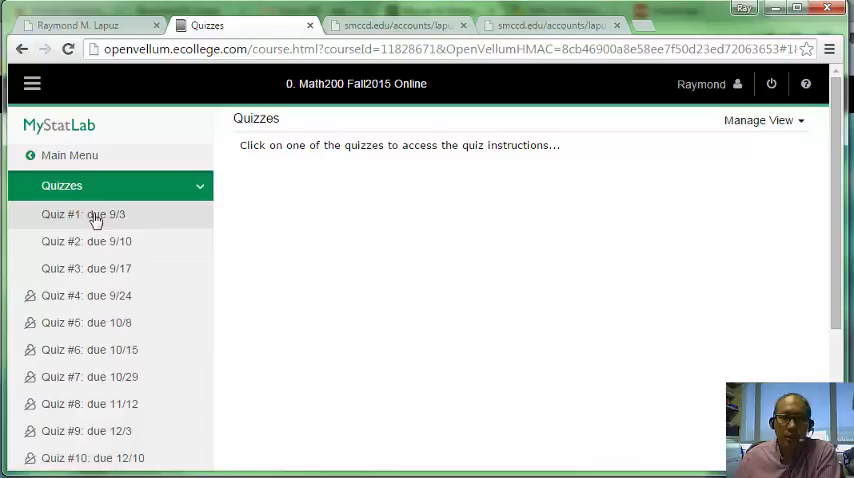 Ray
Raymond M. Lapuz
Quizzes
smccd.edu/accounts/lapu
smccd.edu/accounts/lapu
openvellum.ecollege.com/course.html?courseId=11828671&OpenVellumHMAC=8cb46900a8e58ee7f50d23ed72063653#1
0. Math200 Fall2015 Online
Raymond
MyStatLab
Main Menu
Quizzes
Quiz #1: due 9/3
Quiz #2: due 9/10
Quiz #3: due 9/17
Quiz #4: due 9/24
Quiz #5: due 10/8
Quiz #6: due 10/15
Quiz #7: due 10/29
Quiz #8: due 11/12
Quiz #9: due 12/3
Quiz #10: due 12/10
Quizzes
Manage View
Click on one of the quizzes to access the quiz instructions...